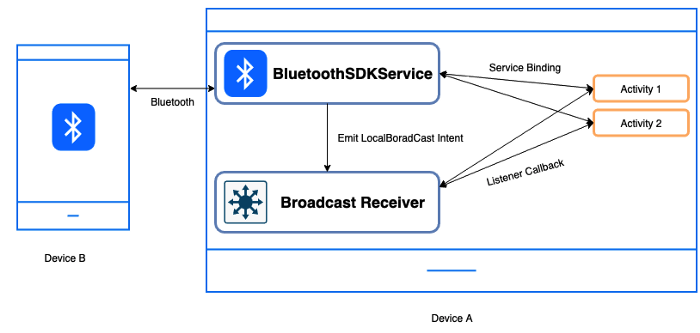 BluetoothSDKService
Service Binding
Activity 1
Bluetooth
Activity 2
Emit LocalBoradCast Intent
Listener Callback
Broadcast Receiver
Device B
Device A